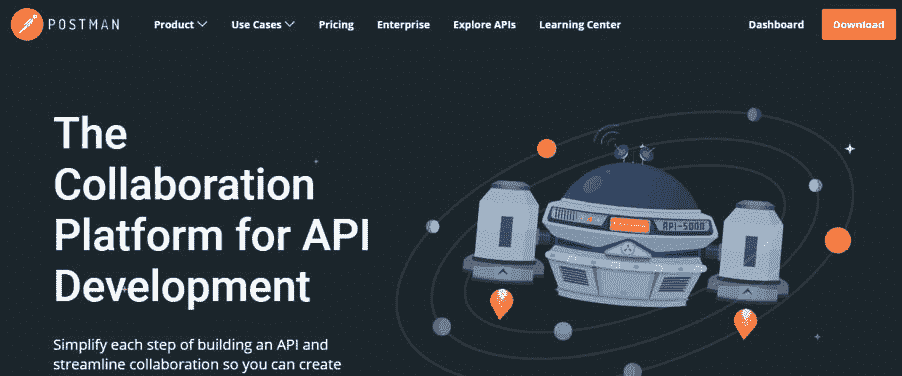 POSTMAN Product Use Cases Pricing Enterprise Explore APIs Learning Center Dashboard Download
The
Collaboration
Platform for API
Development
API-5000
Simplify each step of building an API and
streamline collaboration so you can create